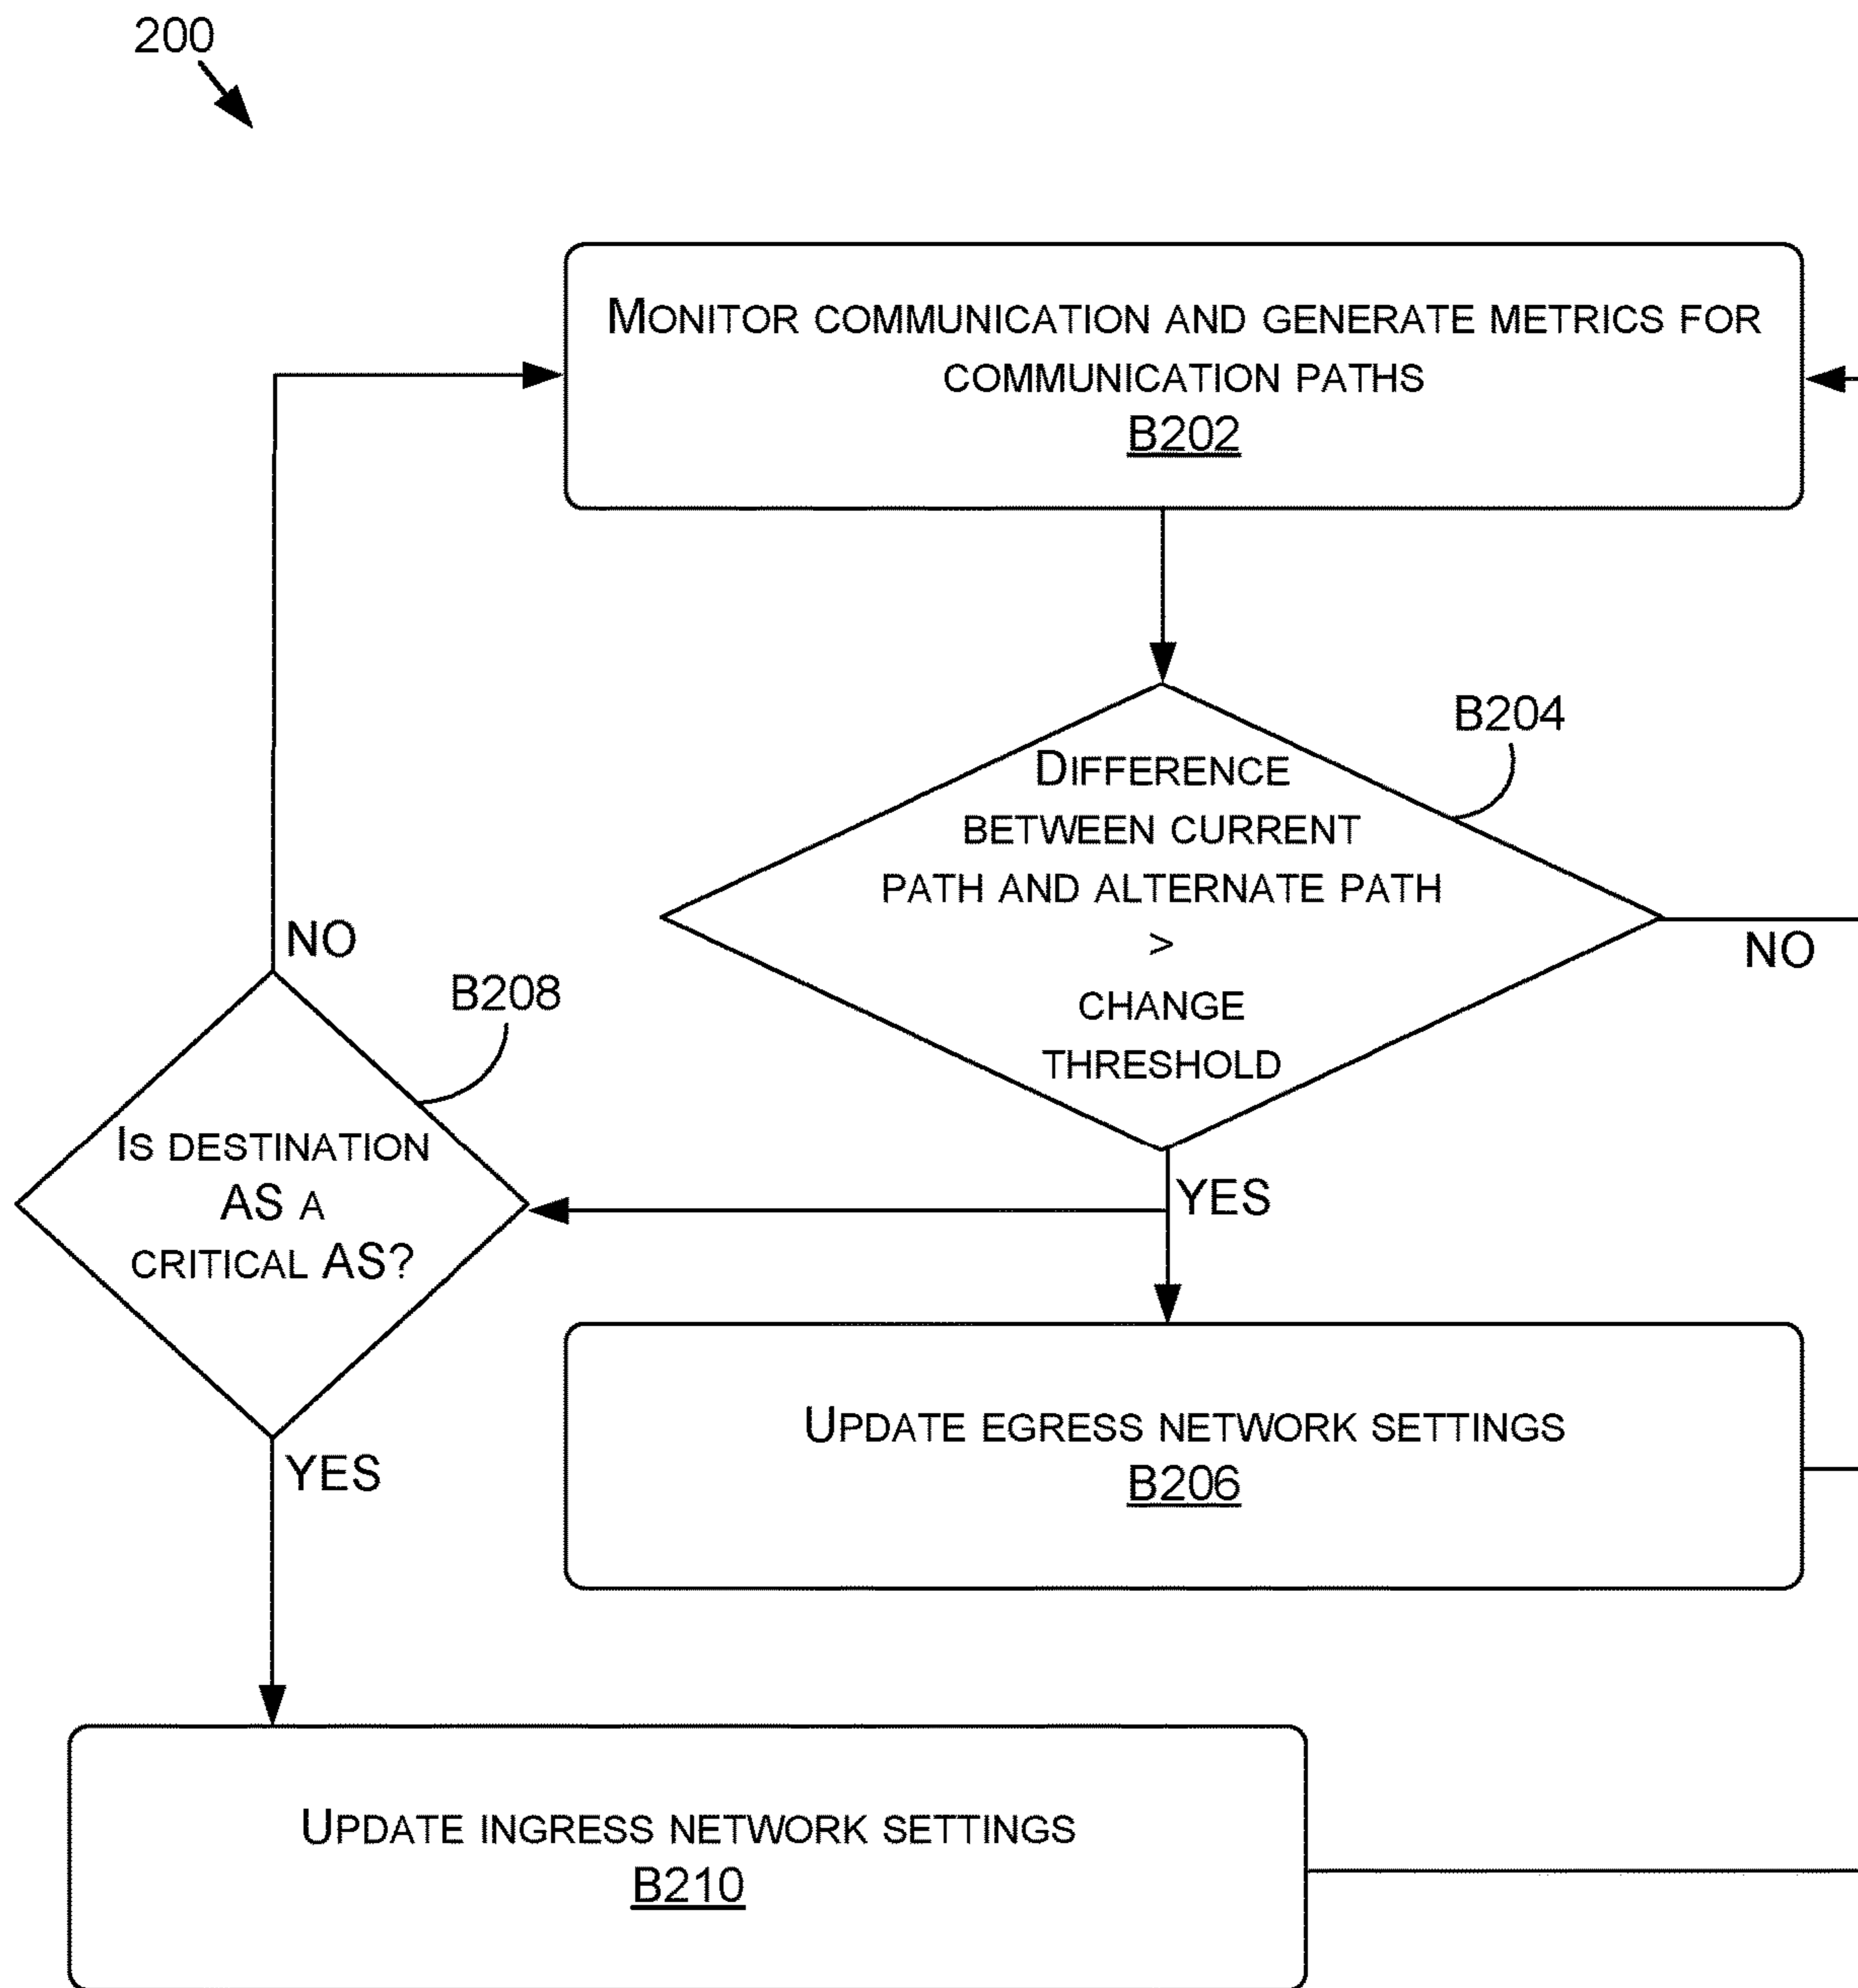 200
MONITOR COMMUNICATION AND GENERATE METRICS FOR
COMMUNICATION PATHS
B202
B204
DIFFERENCE
BETWEEN CURRENT
PATH AND ALTERNATE PATH
>
CHANGE
THRESHOLD
NO
NO
B208
IS DESTINATION
AS A
CRITICAL AS?
YES
YES
UPDATE EGRESS NETWORK SETTINGS
B206
UPDATE INGRESS NETWORK SETTINGS
B210